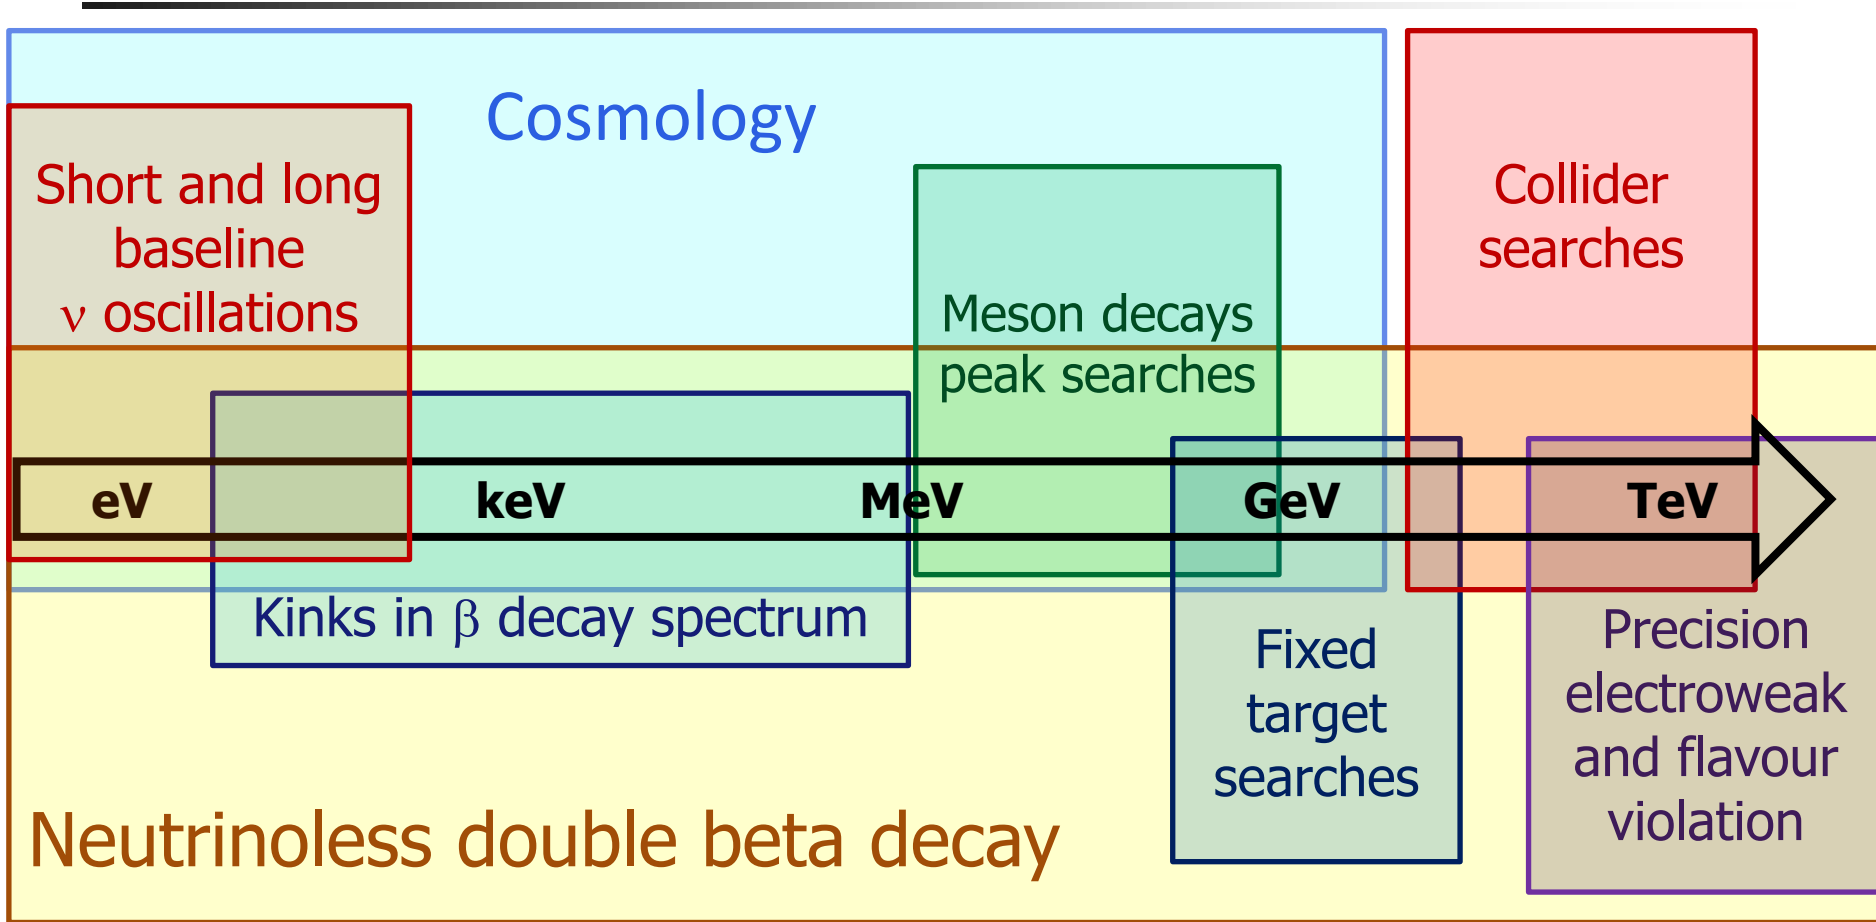 Cosmology
Short and long
baseline
ν oscillations
Collider
searches
Meson decays
peak searches
eV
keV
MeV
GeV
TeV
Kinks in β decay spectrum
Fixed
target
searches
Precision
electroweak
and flavour
violation
Neutrinoless double beta decay